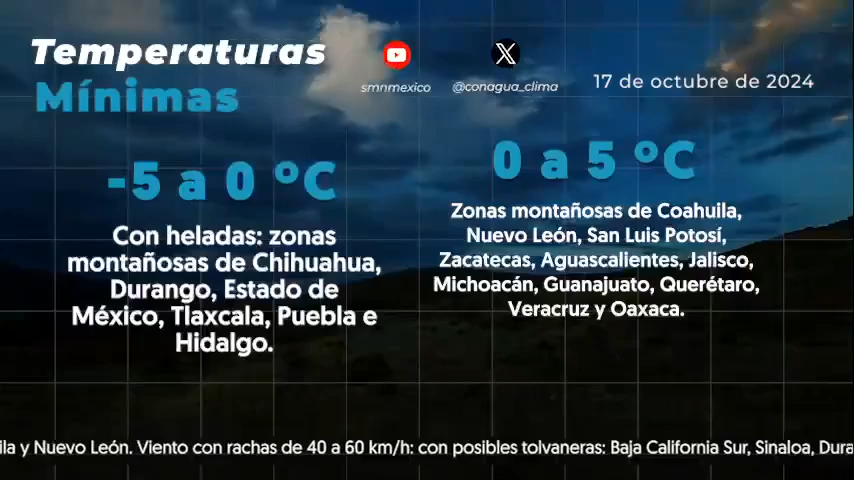 Temperaturas
Mínimas
smnmexico
@conagua_clima
17 de octubre de 2024
-5 a 0 °C
Con heladas: zonas
montañosas de Chihuahua,
Durango, Estado de
México, Tlaxcala, Puebla e
Hidalgo.
0 a 5 °C
Zonas montañosas de Coahuila,
Nuevo León, San Luis Potosí,
Zacatecas, Aguascalientes, Jalisco,
Michoacán, Guanajuato, Querétaro,
Veracruz y Oaxaca.
ila y Nuevo León. Viento con rachas de 40 a 60 km/h: con posibles tolvaneras: Baja California Sur, Sinaloa, Dura